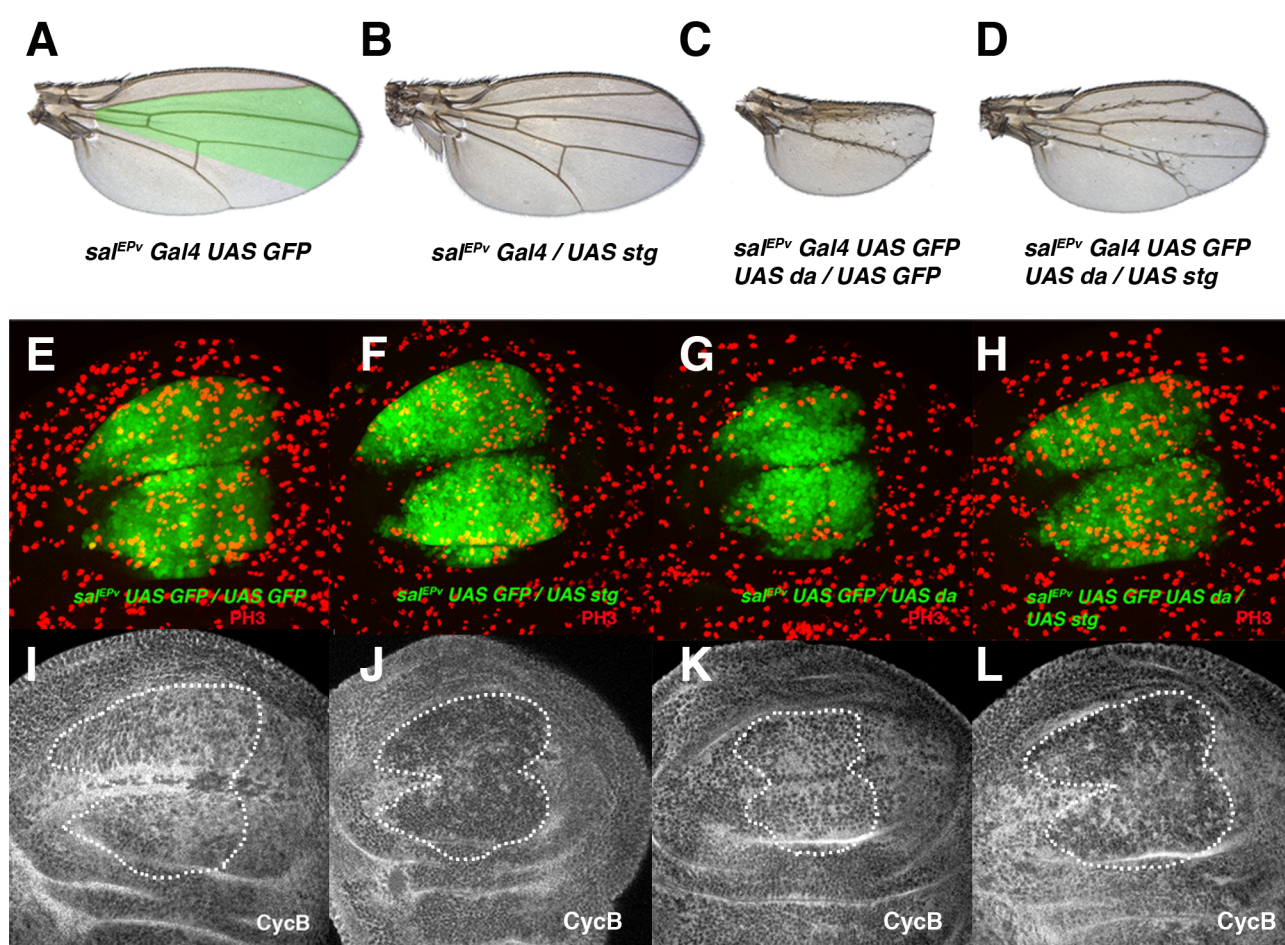 A
B
C
D
sal^EPv Gal4 UAS GFP
sal^EPv Gal4 / UAS stg
sal^EPv Gal4 UAS GFP
UAS da / UAS GFP
sal^EPv Gal4 UAS GFP
UAS da / UAS stg
E
F
G
H
sal^EPv UAS GFP / UAS GFP
PH3
sal^EPv UAS GFP / UAS stg
PH3
sal^EPv UAS GFP / UAS da
PH3
sal^EPv UAS GFP UAS da /
UAS stg
PH3
I
J
K
L
CycB
CycB
CycB
CycB